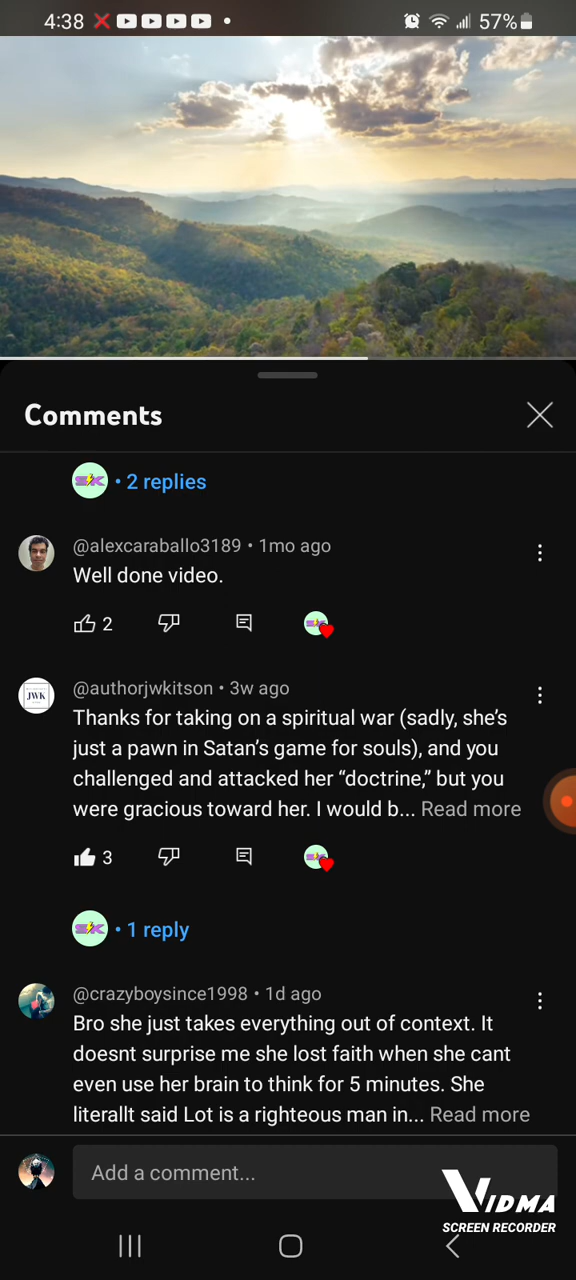 4:38
57%
Comments
• 2 replies
@alexcaraballo3189 • 1mo ago
Well done video.
2
JWK
@authorjwkitson • 3w ago
Thanks for taking on a spiritual war (sadly, she’s
just a pawn in Satan’s game for souls), and you
challenged and attacked her “doctrine,” but you
were gracious toward her. I would b... Read more
3
• 1 reply
@crazyboysince1998 • 1d ago
Bro she just takes everything out of context. It
doesnt surprise me she lost faith when she cant
even use her brain to think for 5 minutes. She
literallt said Lot is a righteous man in... Read more
Add a comment...
VIDMA
SCREEN RECORDER